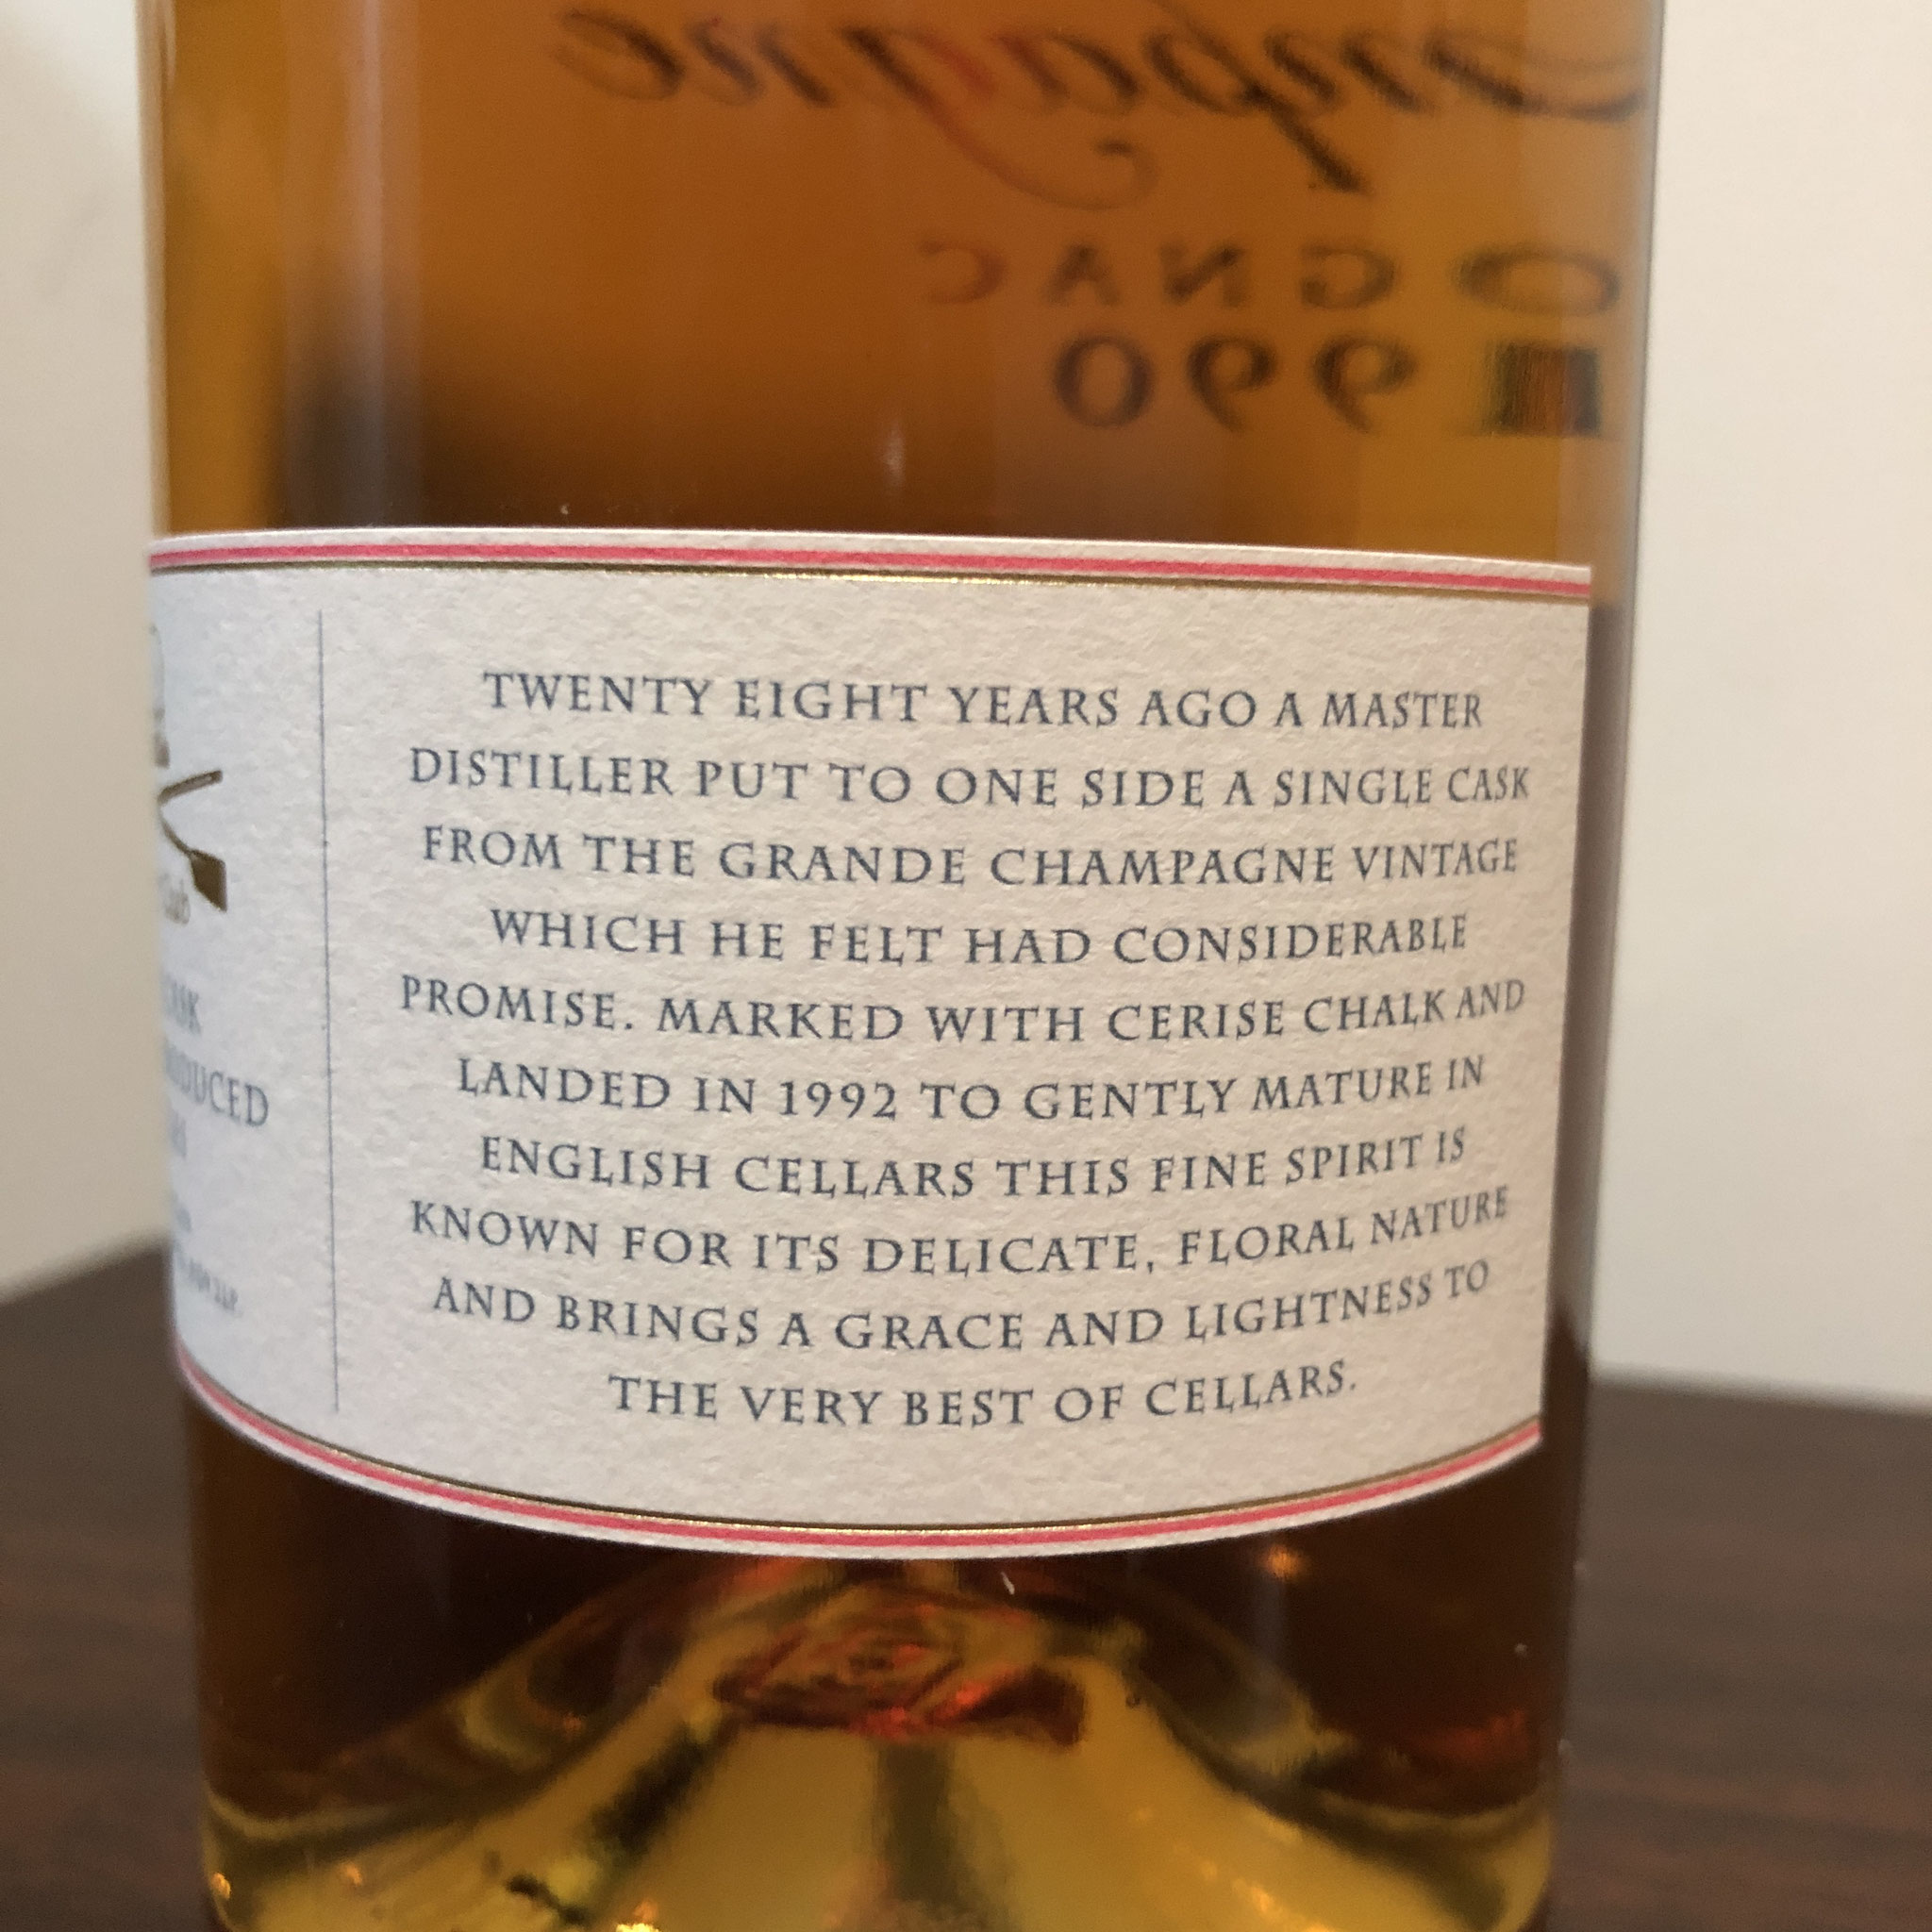 COGNAC
990
TWENTY EIGHT YEARS AGO A MASTER
DISTILLER PUT TO ONE SIDE A SINGLE CASK
FROM THE GRANDE CHAMPAGNE VINTAGE
WHICH HE FELT HAD CONSIDERABLE
PROMISE. MARKED WITH CERISE CHALK AND
LANDED IN 1992 TO GENTLY MATURE IN
ENGLISH CELLARS THIS FINE SPIRIT IS
KNOWN FOR ITS DELICATE, FLORAL NATURE
AND BRINGS A GRACE AND LIGHTNESS TO
THE VERY BEST OF CELLARS.